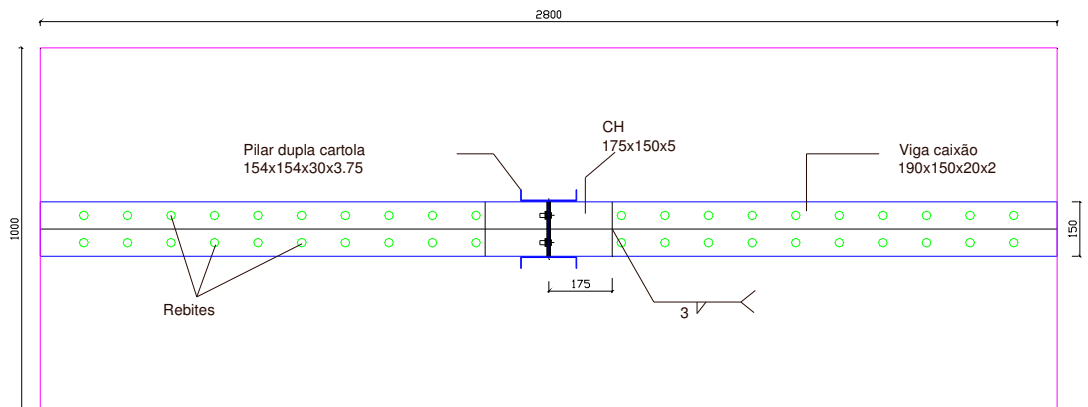 2800
Pilar dupla cartola
154x154x30x3.75
CH
175x150x5
Viga caixão
190x150x20x2
1000
150
175
3
Rebites